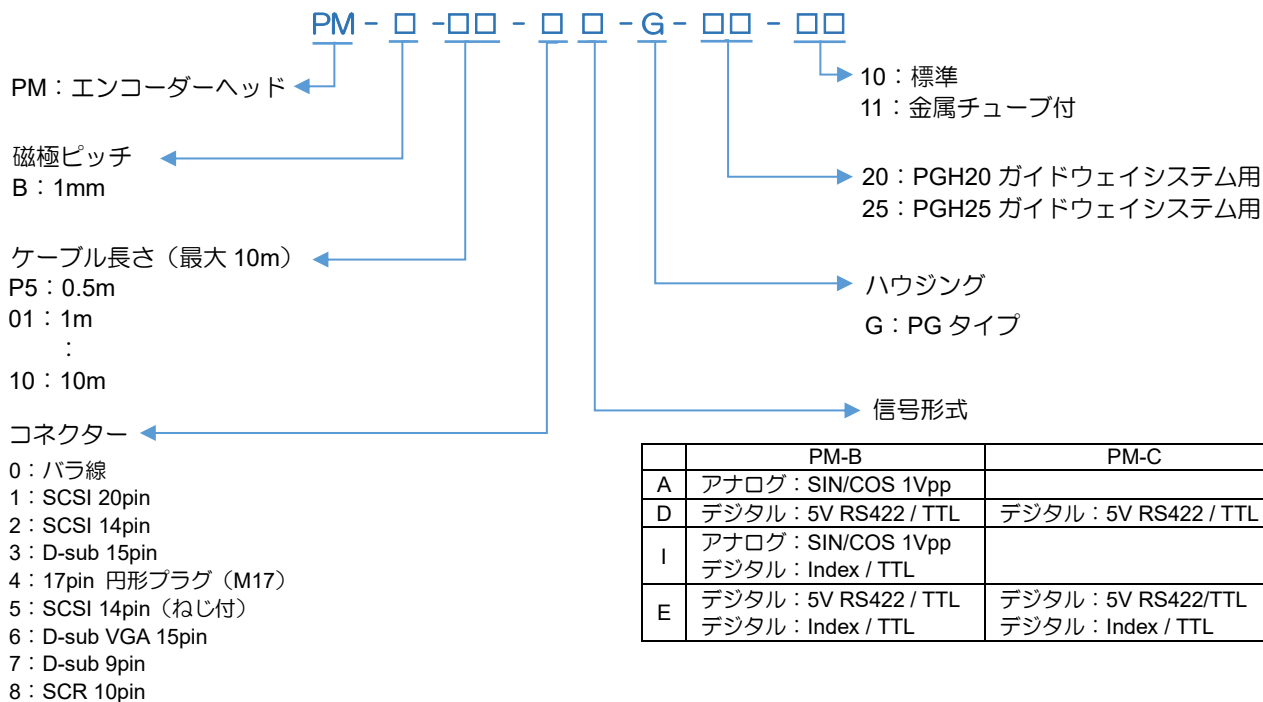 PM - □ -□□ - □ □ - G - □□ - □□
PM：エンコーダーヘッド
磁極ピッチ
B：1mm
ケーブル長さ（最大 10m）
P5：0.5m
01：1m
：
10：10m
コネクター
0：バラ線
1：SCSI 20pin
2：SCSI 14pin
3：D-sub 15pin
4：17pin 円形プラグ（M17）
5：SCSI 14pin（ねじ付）
6：D-sub VGA 15pin
7：D-sub 9pin
8：SCR 10pin
10：標準
11：金属チューブ付
20：PGH20 ガイドウェイシステム用
25：PGH25 ガイドウェイシステム用
ハウジング
G：PG タイプ
信号形式
PM-B PM-C
A アナログ：SIN/COS 1Vpp
D デジタル：5V RS422 / TTL デジタル：5V RS422 / TTL
I アナログ：SIN/COS 1Vpp
デジタル：Index / TTL
E デジタル：5V RS422 / TTL デジタル：5V RS422/TTL
デジタル：Index / TTL デジタル：Index / TTL